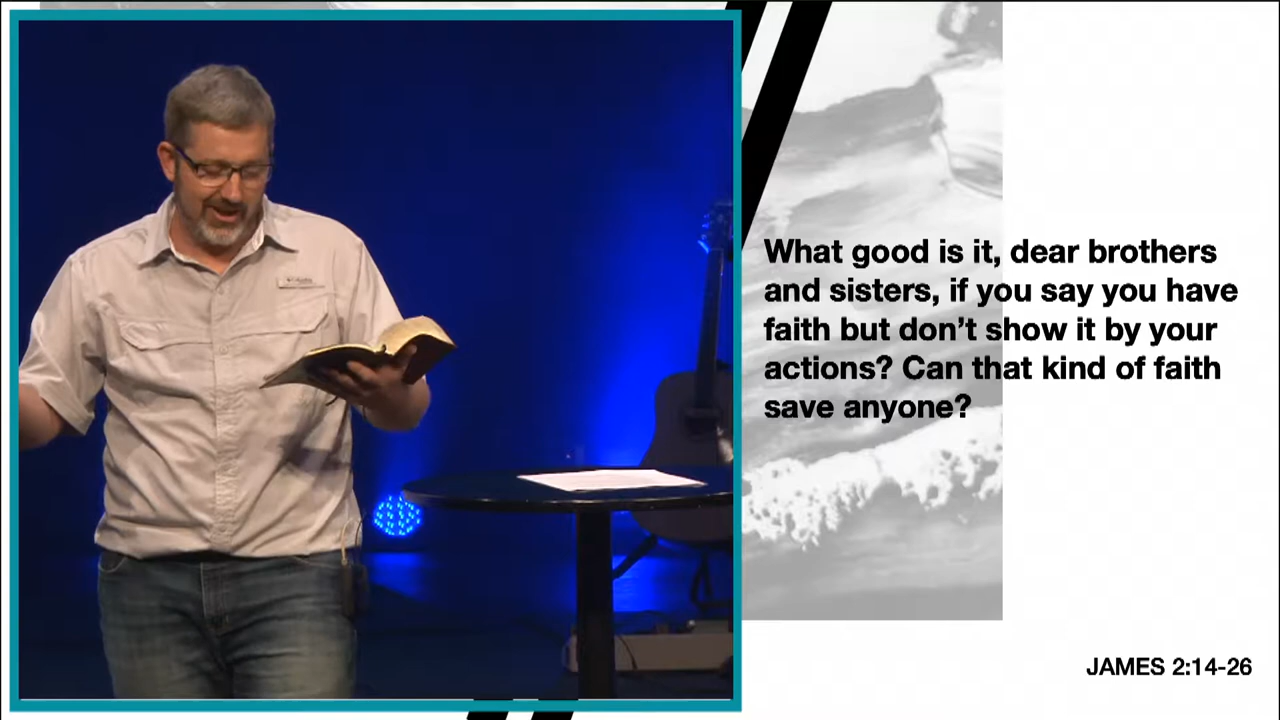 What good is it, dear brothers
and sisters, if you say you have
faith but don’t show it by your
actions? Can that kind of faith
save anyone?
JAMES 2:14-26